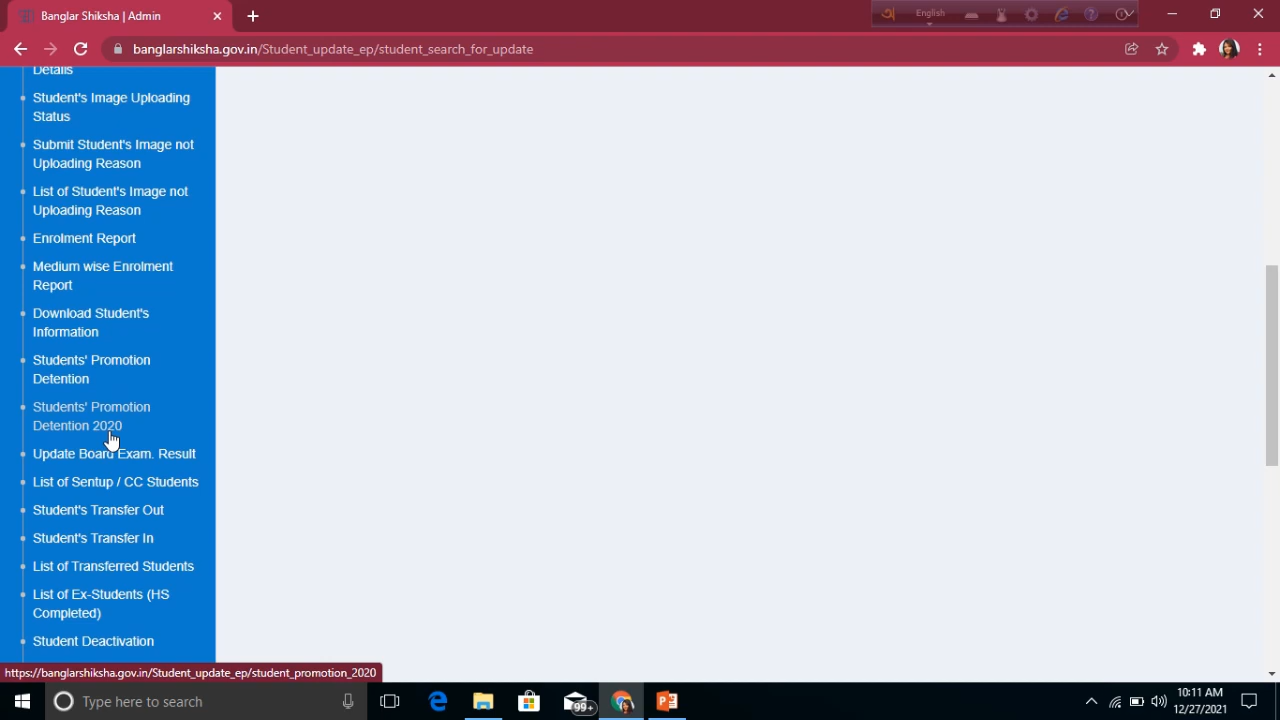 Banglar Shiksha | Admin
English
banglarshiksha.gov.in/Student_update_ep/student_search_for_update
Details
Student's Image Uploading
Status
Submit Student's Image not
Uploading Reason
List of Student's Image not
Uploading Reason
Enrolment Report
Medium wise Enrolment
Report
Download Student's
Information
Students' Promotion
Detention
Students' Promotion
Detention 2020
Update Board Exam. Result
List of Sentup / CC Students
Student's Transfer Out
Student's Transfer In
List of Transferred Students
List of Ex-Students (HS
Completed)
Student Deactivation
https://banglarshiksha.gov.in/Student_update_ep/student_promotion_2020
Type here to search
99+
10:11 AM
12/27/2021